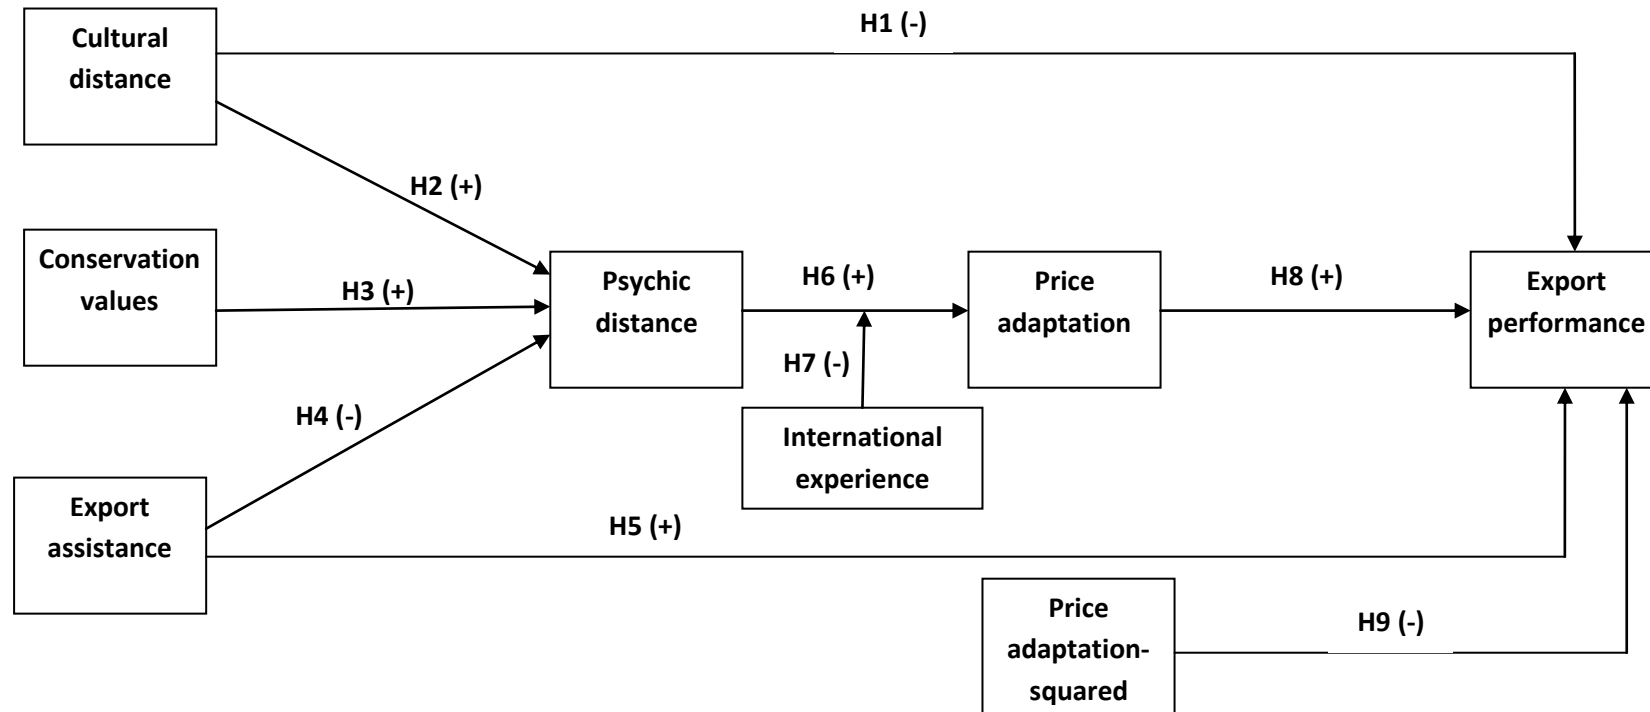 H1 (-)
Cultural
distance
H2 (+)
Conservation
values
H3 (+)
Psychic
distance
H6 (+)
Price
adaptation
H8 (+)
Export
performance
H7 (-)
International
experience
H4 (-)
Export
assistance
H5 (+)
Price
adaptation-
squared
H9 (-)